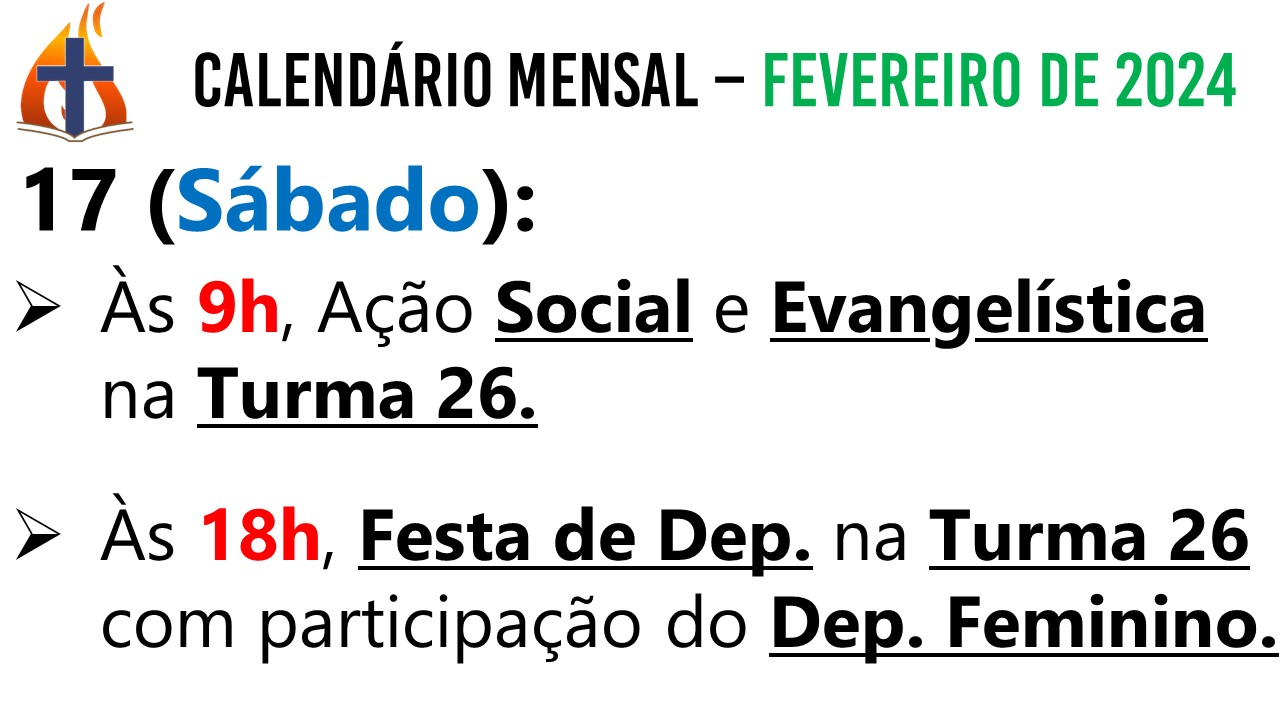 CALENDÁRIO MENSAL – FEVEREIRO DE 2024
17 (Sábado):
➢ Às 9h, Ação Social e Evangelística
na Turma 26.
➢ Às 18h, Festa de Dep. na Turma 26
com participação do Dep. Feminino.